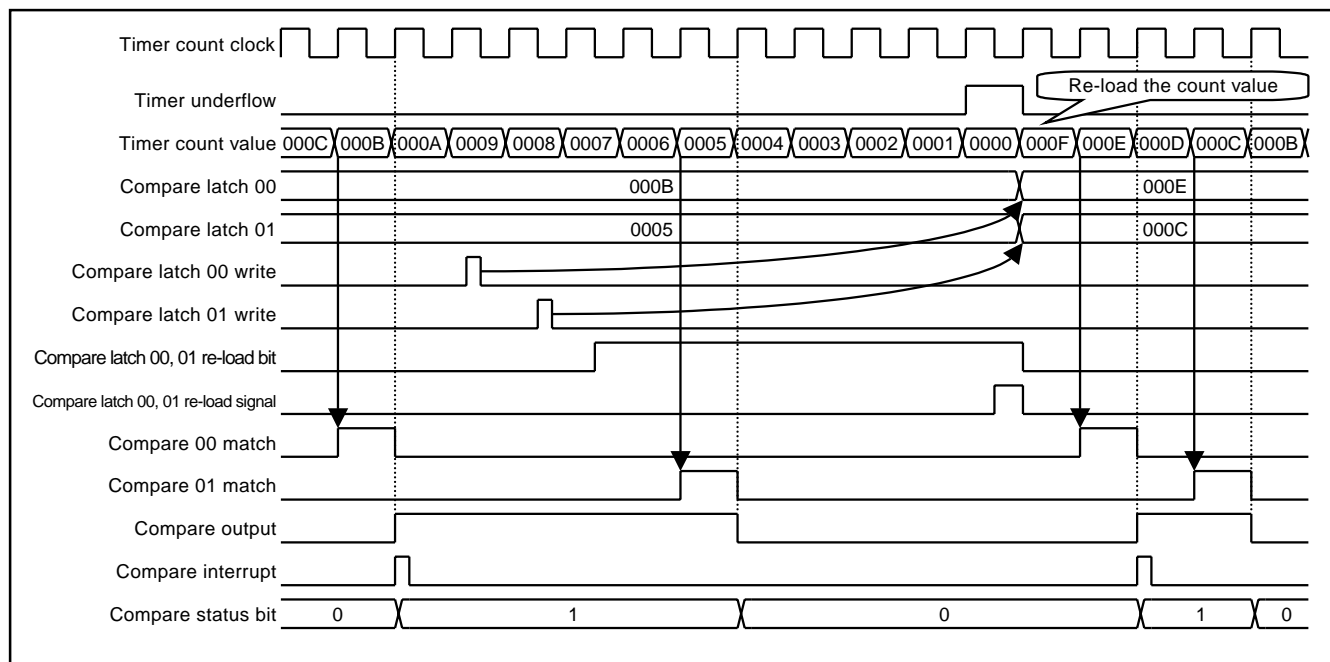 Timer count clock
Timer underflow
Re-load the count value
Timer count value 000C 000B 000A 0009 0008 0007 0006 0005 0004 0003 0002 0001 0000 000F 000E 000D 000C 000B
Compare latch 00 000B 000E
Compare latch 01 0005 000C
Compare latch 00 write
Compare latch 01 write
Compare latch 00, 01 re-load bit
Compare latch 00, 01 re-load signal
Compare 00 match
Compare 01 match
Compare output
Compare interrupt
Compare status bit 0 1 0 1 0